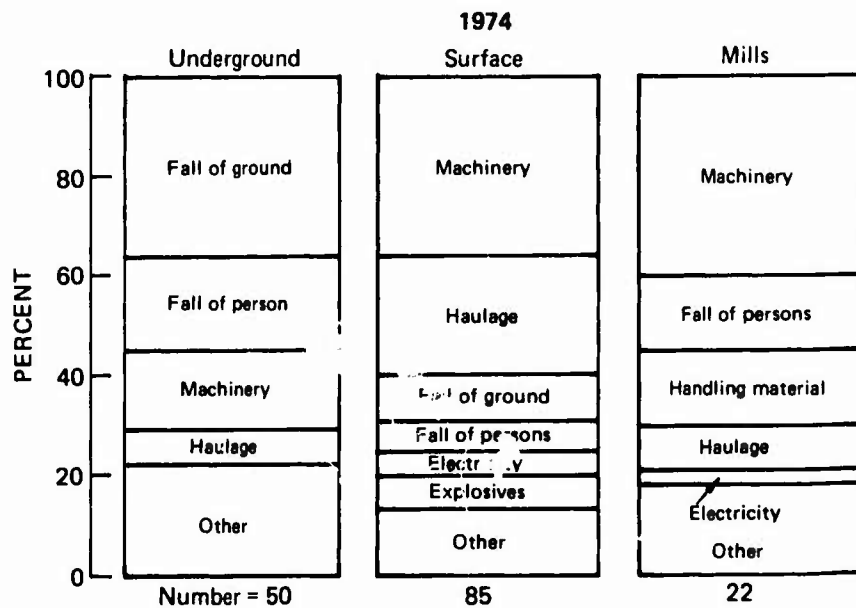 1974
Underground
Surface
Mills
PERCENT
100
80
60
40
20
0
Fall of ground
Fall of person
Machinery
Haulage
Other
Machinery
Haulage
Fall of ground
Fall of persons
Explosives
Other
Machinery
Fall of persons
Handling material
Haulage
Electricity
Other
Number = 50
85
22